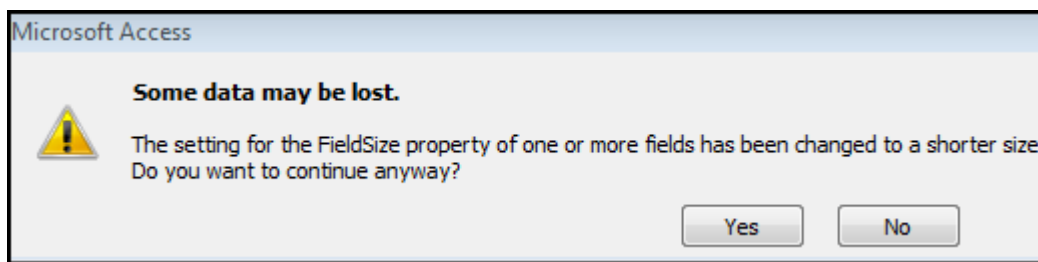 Microsoft Access
Some data may be lost.
The setting for the FieldSize property of one or more fields has been changed to a shorter size
Do you want to continue anyway?
Yes No